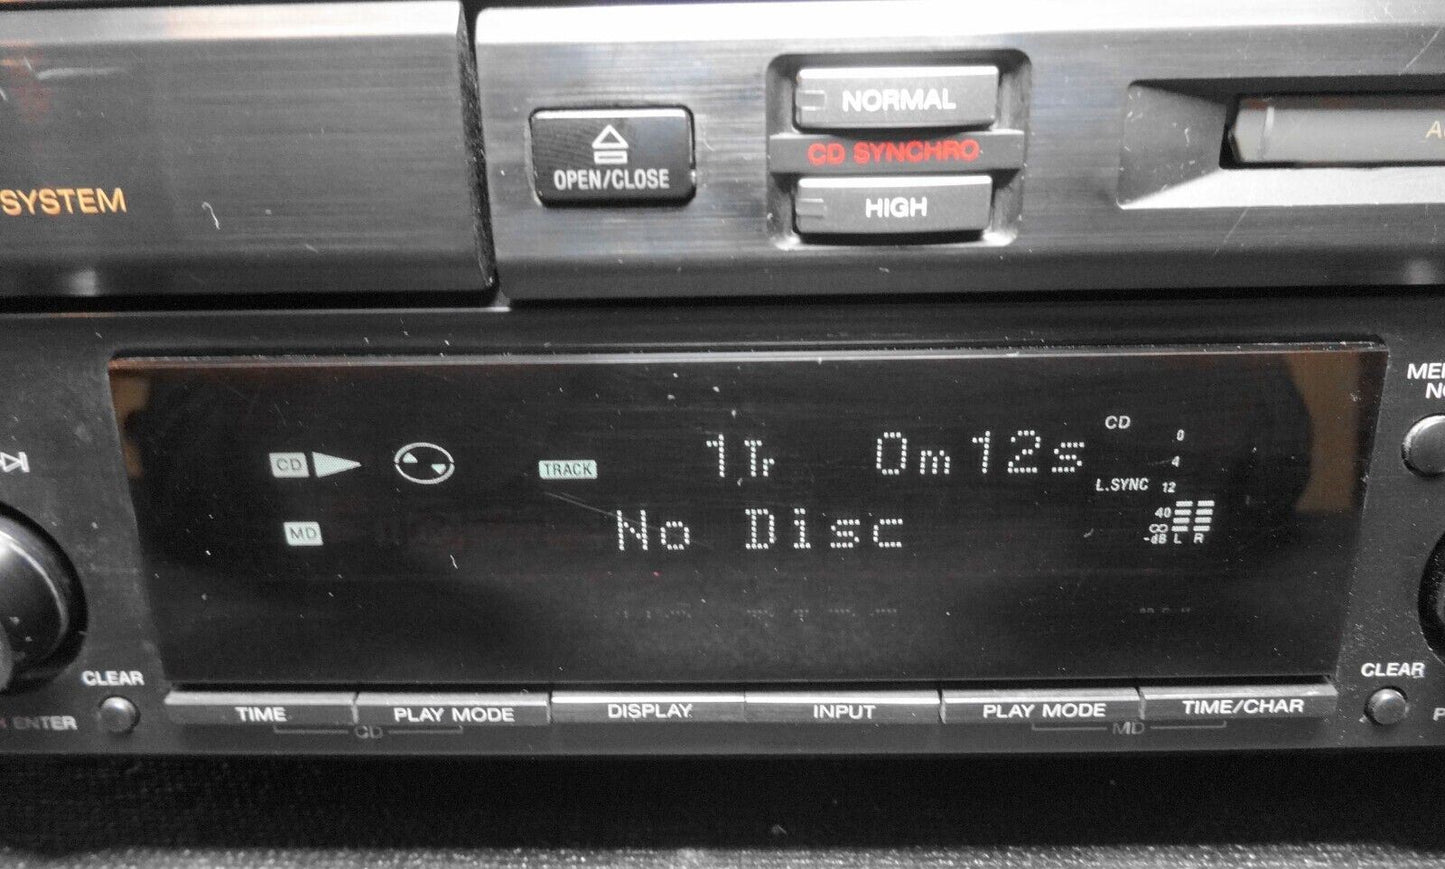 SYSTEM
OPEN/CLOSE
NORMAL
CD SYNCHRO
HIGH
A
CD TRACK 1Tr 0m12s
CD
0
4
L.SYNC 12
MD No Disc
40
∞
-dB L R
CLEAR
ENTER
TIME PLAY MODE DISPLAY INPUT PLAY MODE TIME/CHAR
CD MD
CLEAR